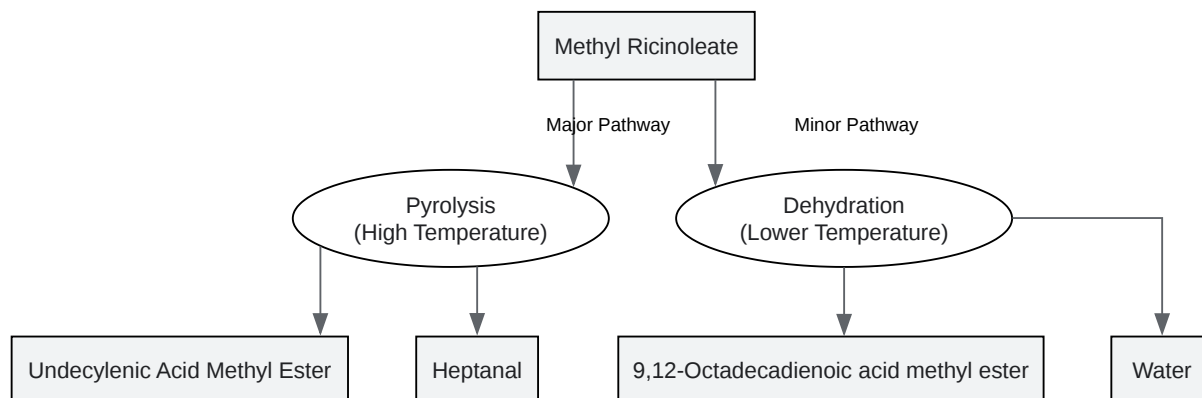 Methyl Ricinoleate
Major Pathway
Minor Pathway
Pyrolysis
(High Temperature)
Dehydration
(Lower Temperature)
Undecylenic Acid Methyl Ester
Heptanal
9,12-Octadecadienoic acid methyl ester
Water